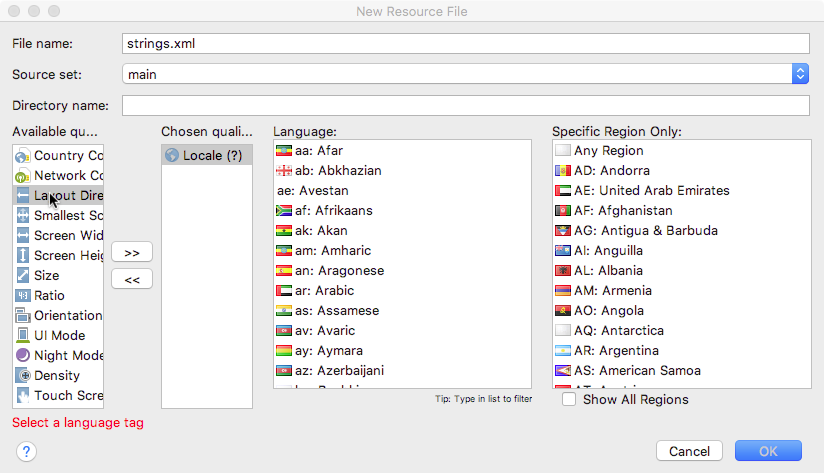 New Resource File
File name:
strings.xml
Source set:
main
Directory name:
Available qu...
Chosen quali...
Language:
Specific Region Only:
Country Co
Network Co
Layout Dire
Smallest Sc
Screen Wid
Screen Heig
Size
Ratio
Orientation
UI Mode
Night Mode
Density
Touch Scre
>>
<<
Locale (?)
aa: Afar
ab: Abkhazian
ae: Avestan
af: Afrikaans
ak: Akan
am: Amharic
an: Aragonese
ar: Arabic
as: Assamese
av: Avaric
ay: Aymara
az: Azerbaijani
Any Region
AD: Andorra
AE: United Arab Emirates
AF: Afghanistan
AG: Antigua & Barbuda
AI: Anguilla
AL: Albania
AM: Armenia
AO: Angola
AQ: Antarctica
AR: Argentina
AS: American Samoa
Tip: Type in list to filter
Show All Regions
Select a language tag
?
Cancel
OK